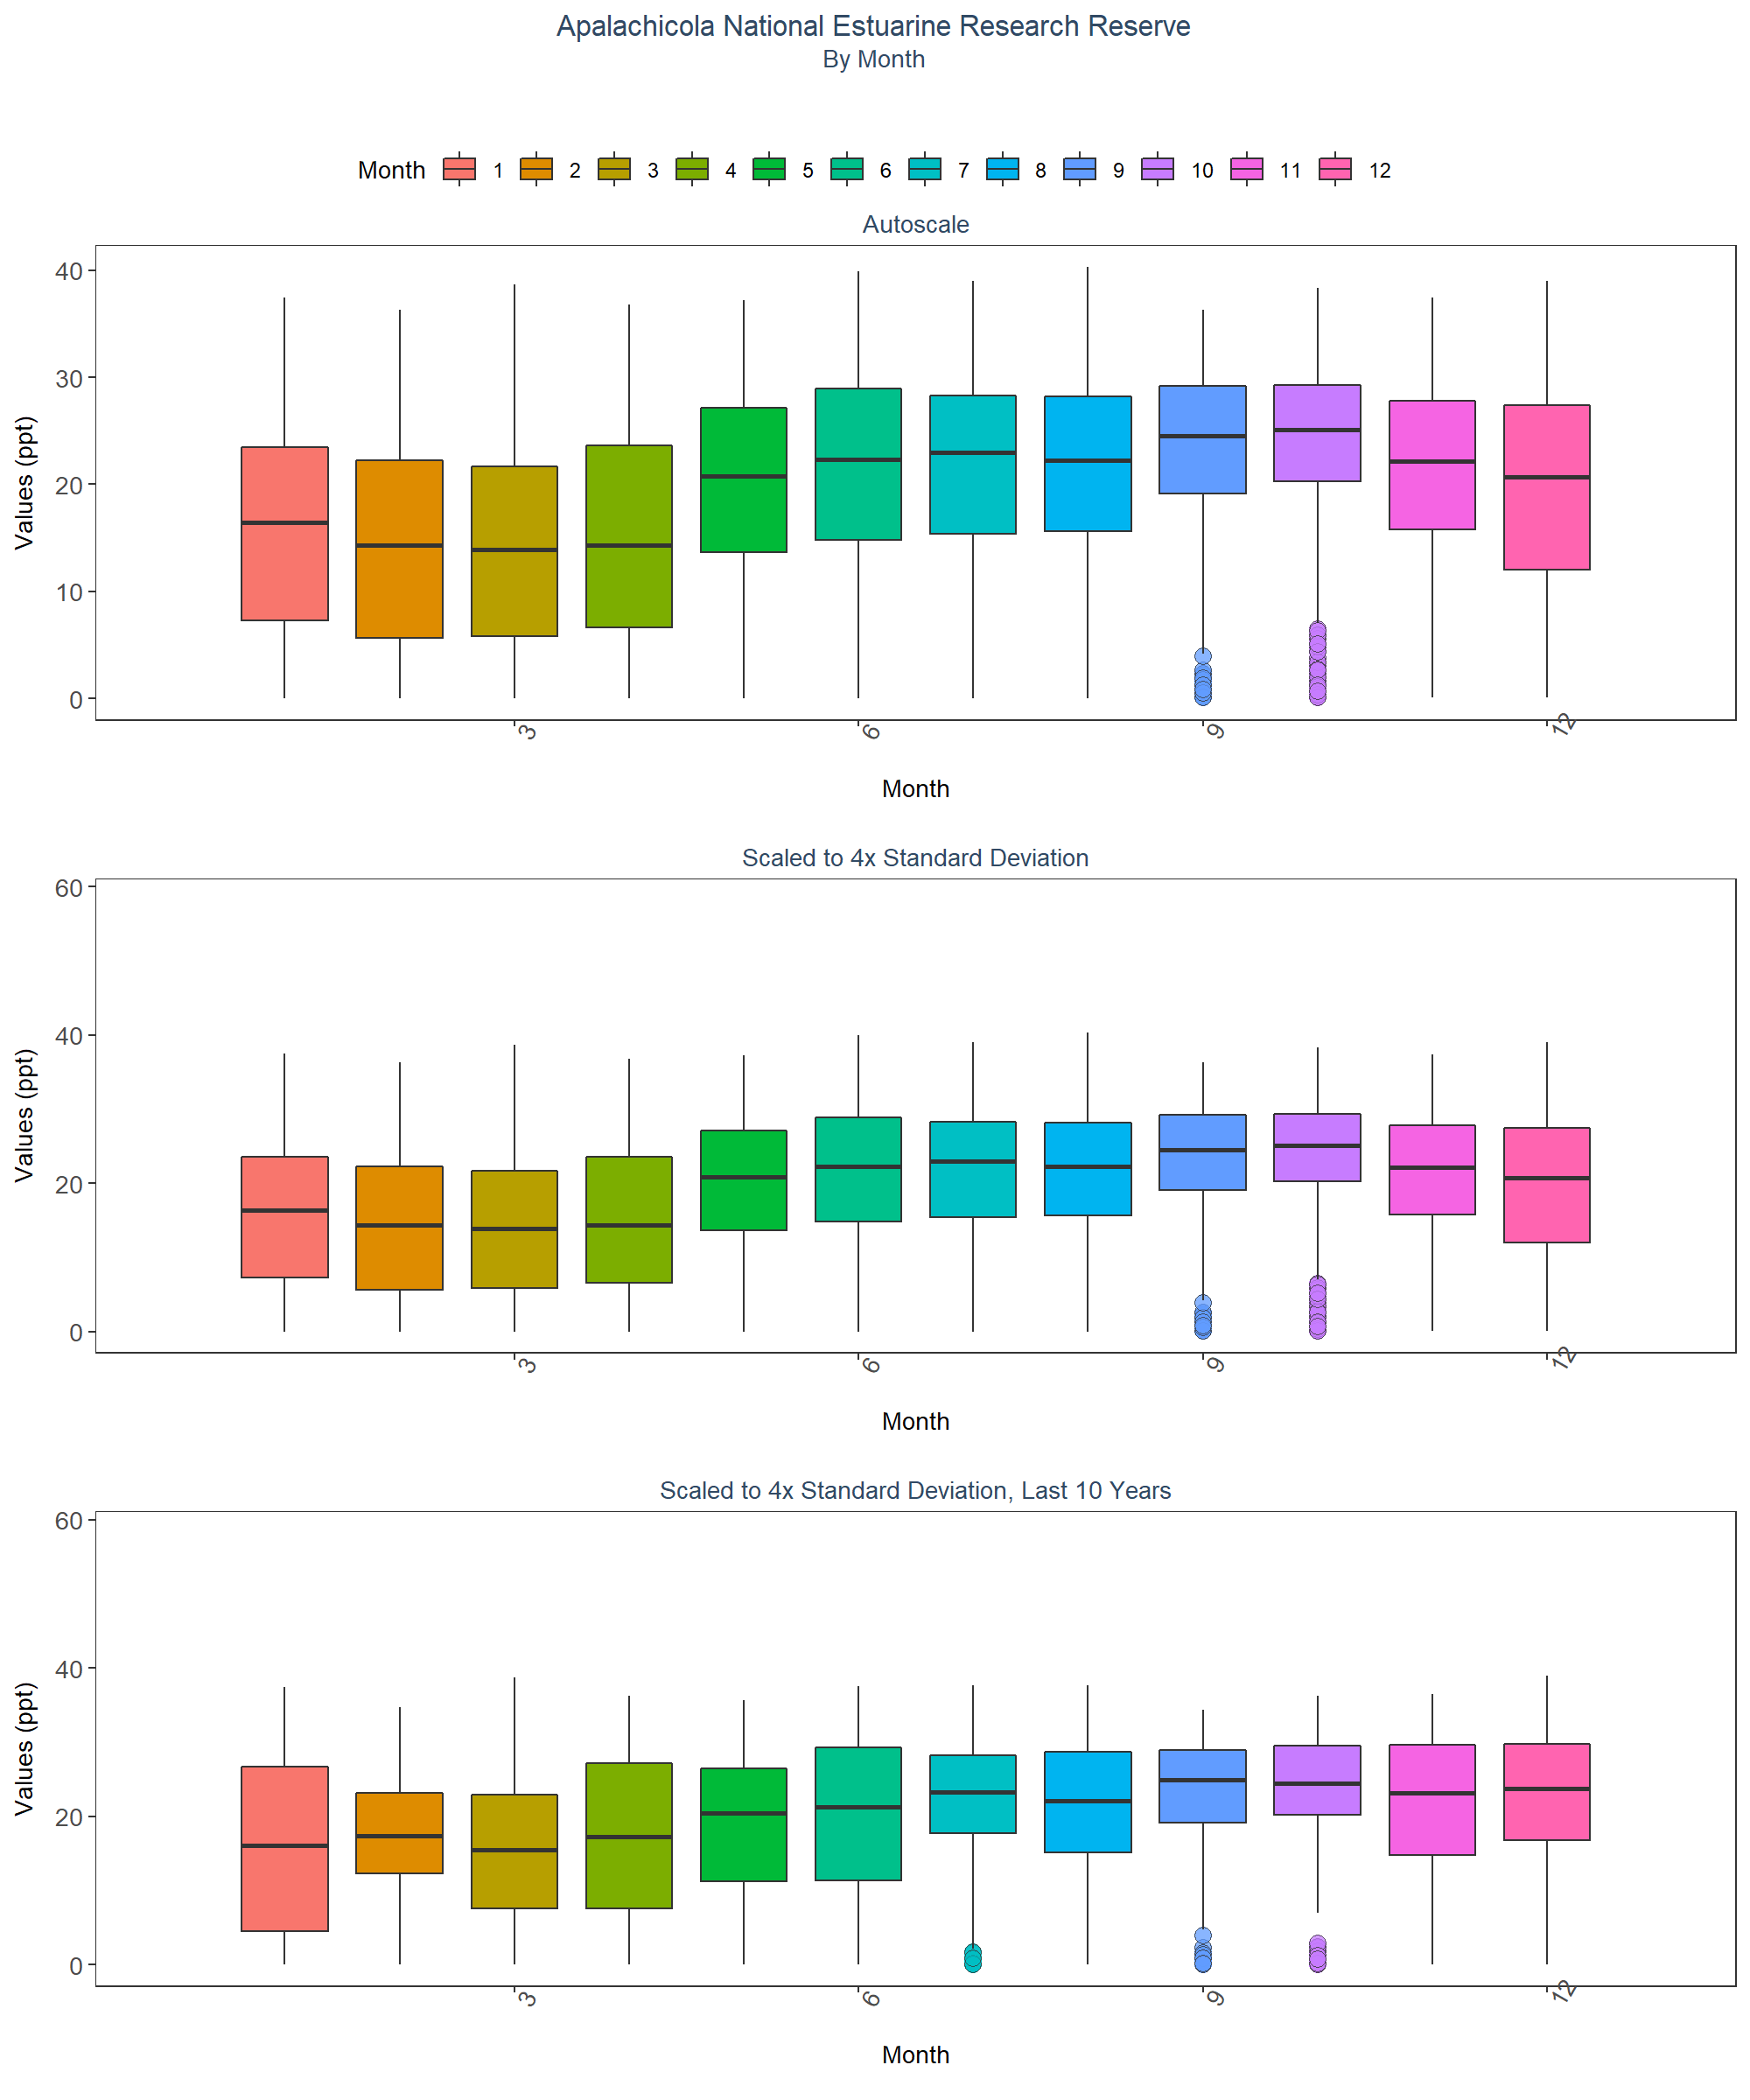 Apalachicola National Estuarine Research Reserve
By Month
Month 1 2 3 4 5 6 7 8 9 10 11 12
Autoscale
Values (ppt)
40
30
20
10
0
3 6 9 12
Month
Scaled to 4x Standard Deviation
Values (ppt)
60
40
20
0
3 6 9 12
Month
Scaled to 4x Standard Deviation, Last 10 Years
Values (ppt)
60
40
20
0
3 6 9 12
Month